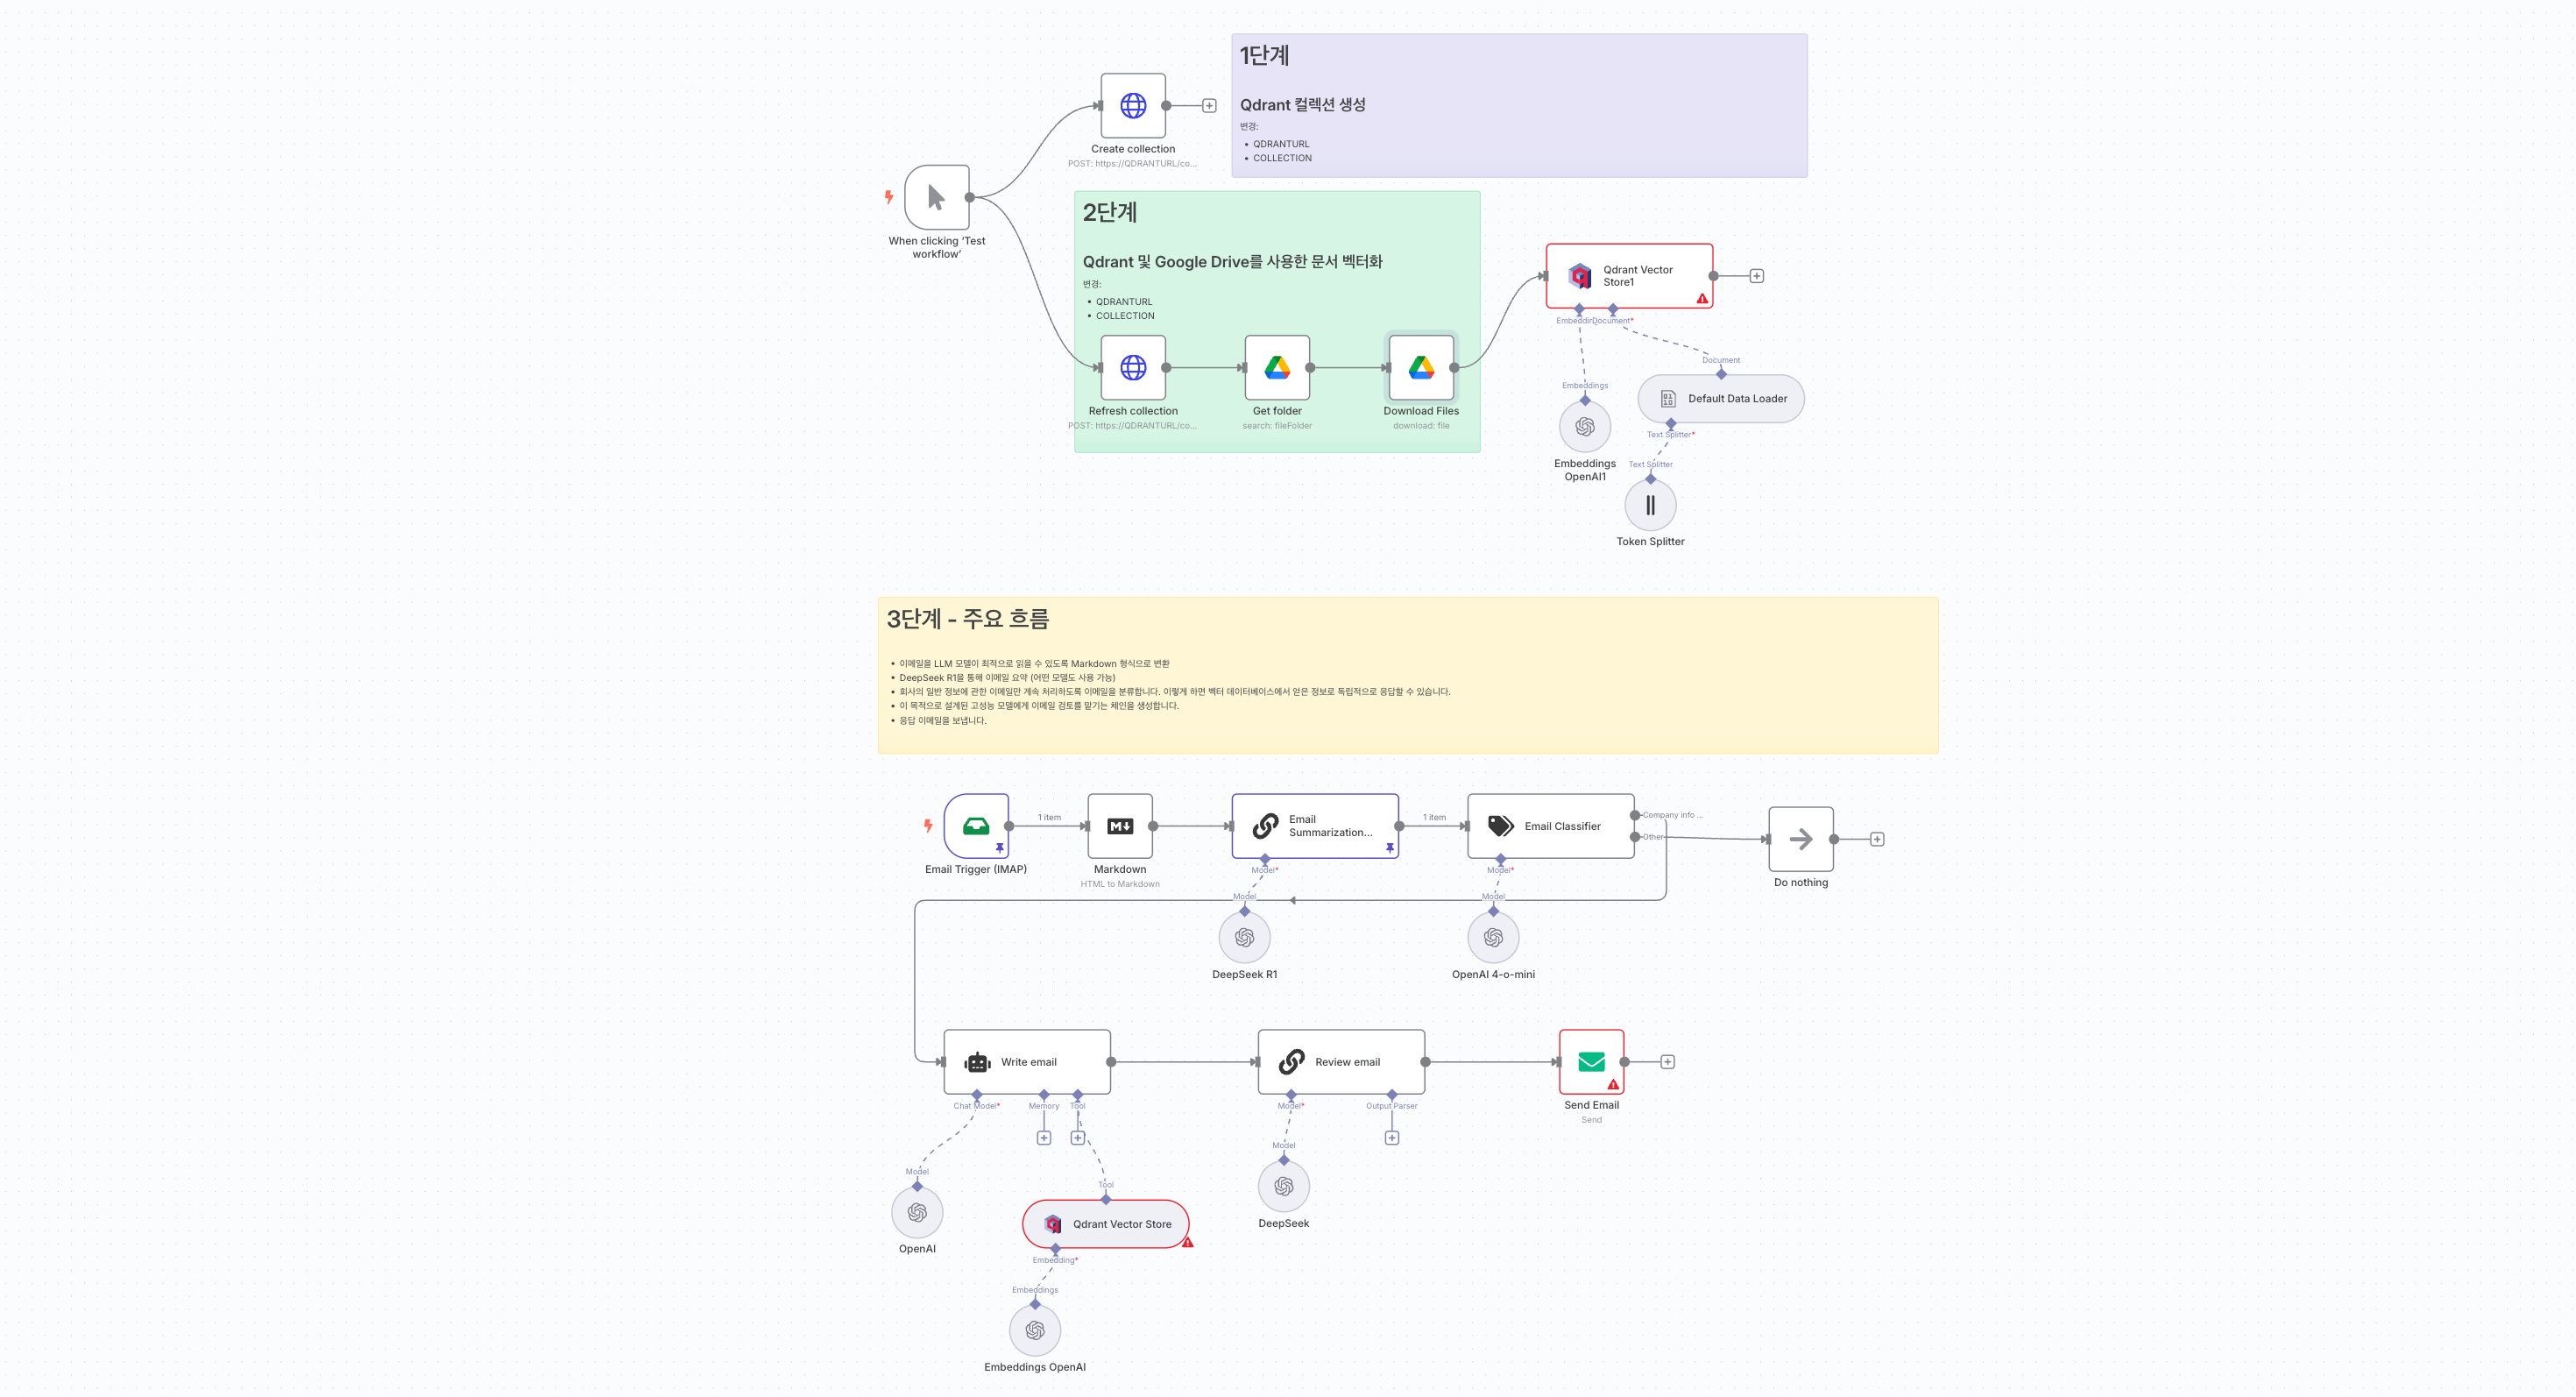 1단계
Qdrant 컬렉션 생성
변경:
• QDRANTURL
• COLLECTION
Create collection
POST: https://QDRANTURL/co...
When clicking ‘Test
workflow’
2단계
Qdrant 및 Google Drive를 사용한 문서 벡터화
변경:
• QDRANTURL
• COLLECTION
Refresh collection
POST: https://QDRANTURL/co...
Get folder
search: fileFolder
Download Files
download: file
Qdrant Vector
Store1
Embeddin
Document*
Document
Embeddings
Default Data Loader
Text Splitter*
Embeddings
OpenAI1
Text Splitter
Token Splitter
3단계 - 주요 흐름
• 이메일을 LLM 모델이 최적으로 읽을 수 있도록 Markdown 형식으로 변환
• DeepSeek R1을 통해 이메일 요약 (어떤 모델도 사용 가능)
• 회사의 일반 정보에 관한 이메일만 계속 처리하도록 이메일을 분류합니다. 이렇게 하면 벡터 데이터베이스에서 얻은 정보로 독립적으로 응답할 수 있습니다.
• 이 목적으로 설계된 고성능 모델에게 이메일 검토를 맡기는 체인을 생성합니다.
• 응답 이메일을 보냅니다.
Email Trigger (IMAP)
1 item
M
Markdown
HTML to Markdown
Email
Summarization...
Model*
1 item
Email Classifier
Company info ...
Other
Model*
Do nothing
Model
DeepSeek R1
Model
OpenAI 4-o-mini
Write email
Chat Model*
Memory
Tool
Review email
Model*
Output Parser
Send Email
Send
Model
OpenAI
Tool
Qdrant Vector Store
Embedding*
Model
DeepSeek
Embeddings
Embeddings OpenAI